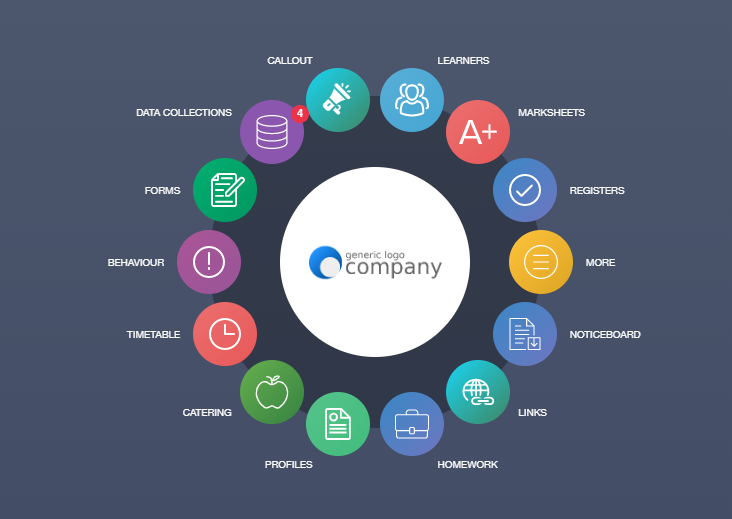 CALLOUT
LEARNERS
DATA COLLECTIONS
4
MARKSHEETS
A+
FORMS
REGISTERS
generic logo
company
BEHAVIOUR
MORE
TIMETABLE
NOTICEBOARD
CATERING
LINKS
PROFILES
HOMEWORK